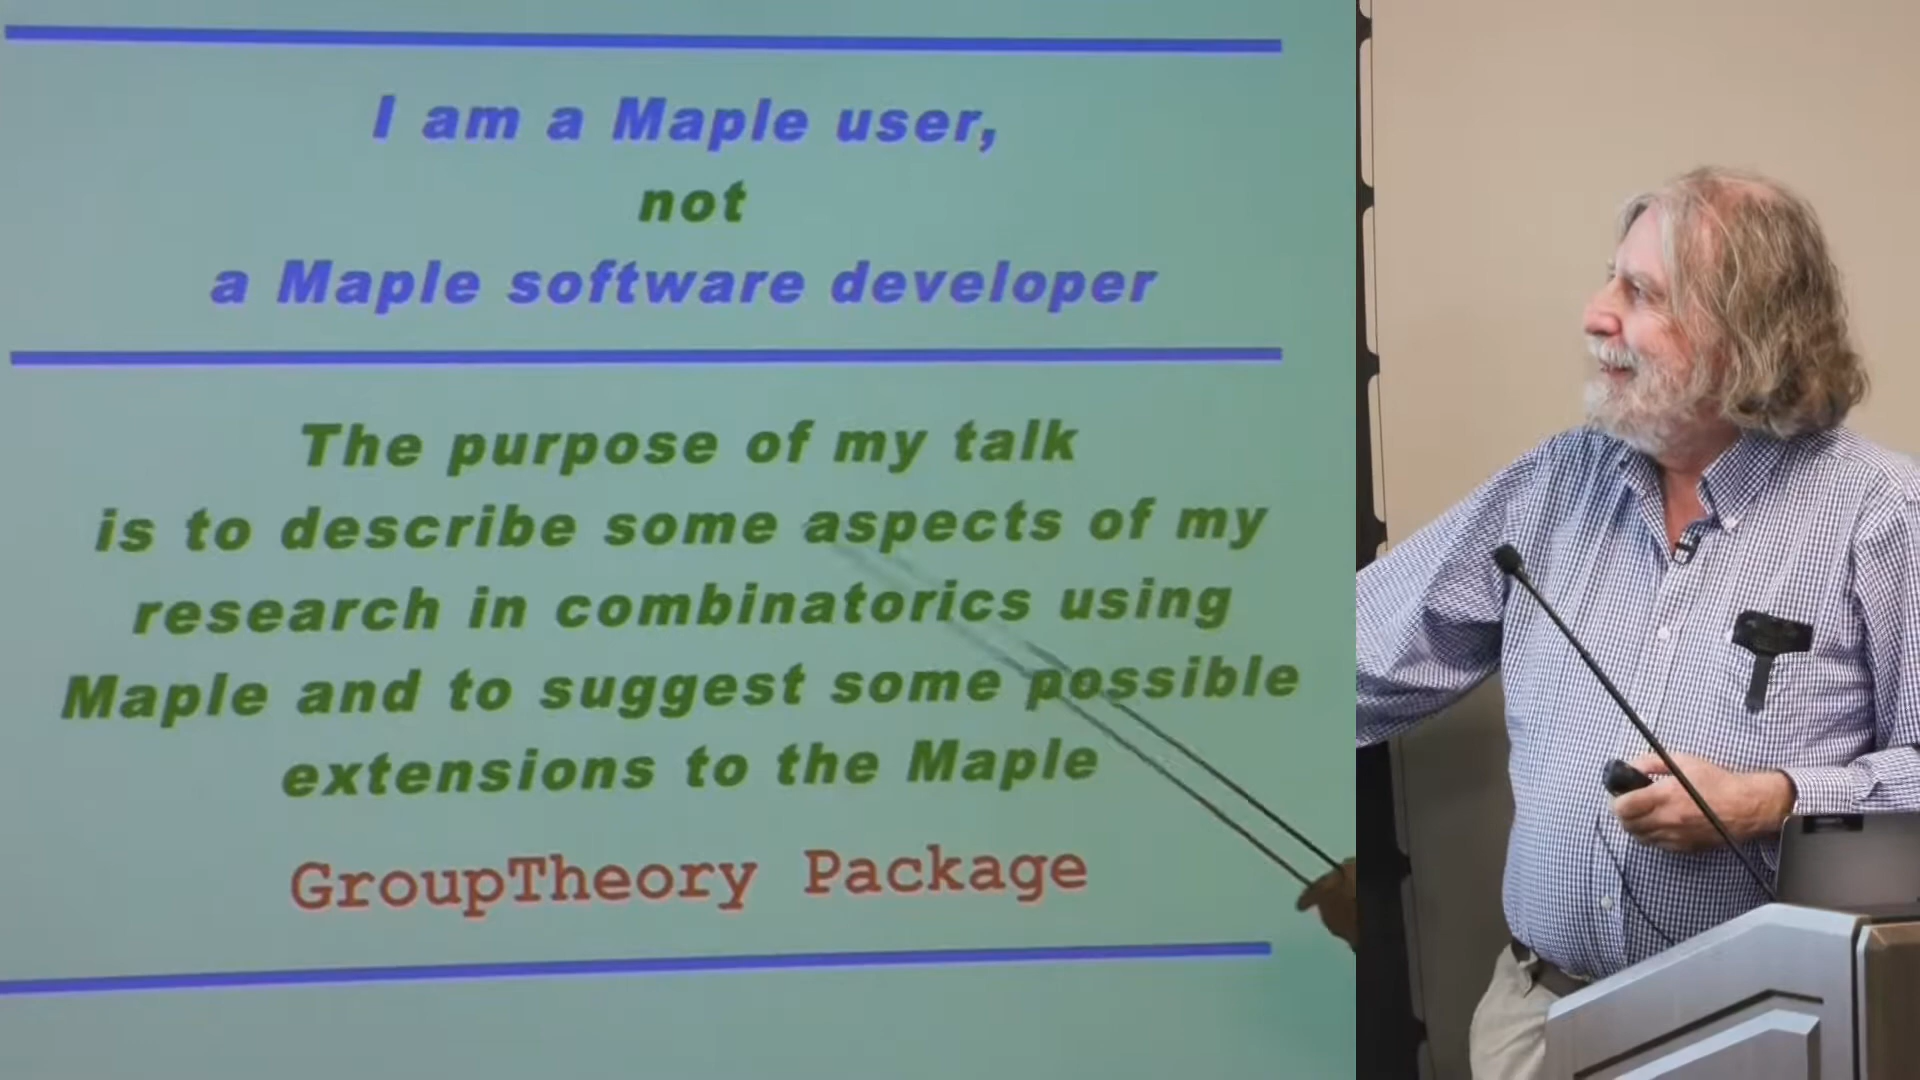 I am a Maple user,
not
a Maple software developer
The purpose of my talk
is to describe some aspects of my
research in combinatorics using
Maple and to suggest some possible
extensions to the Maple
GroupTheory Package